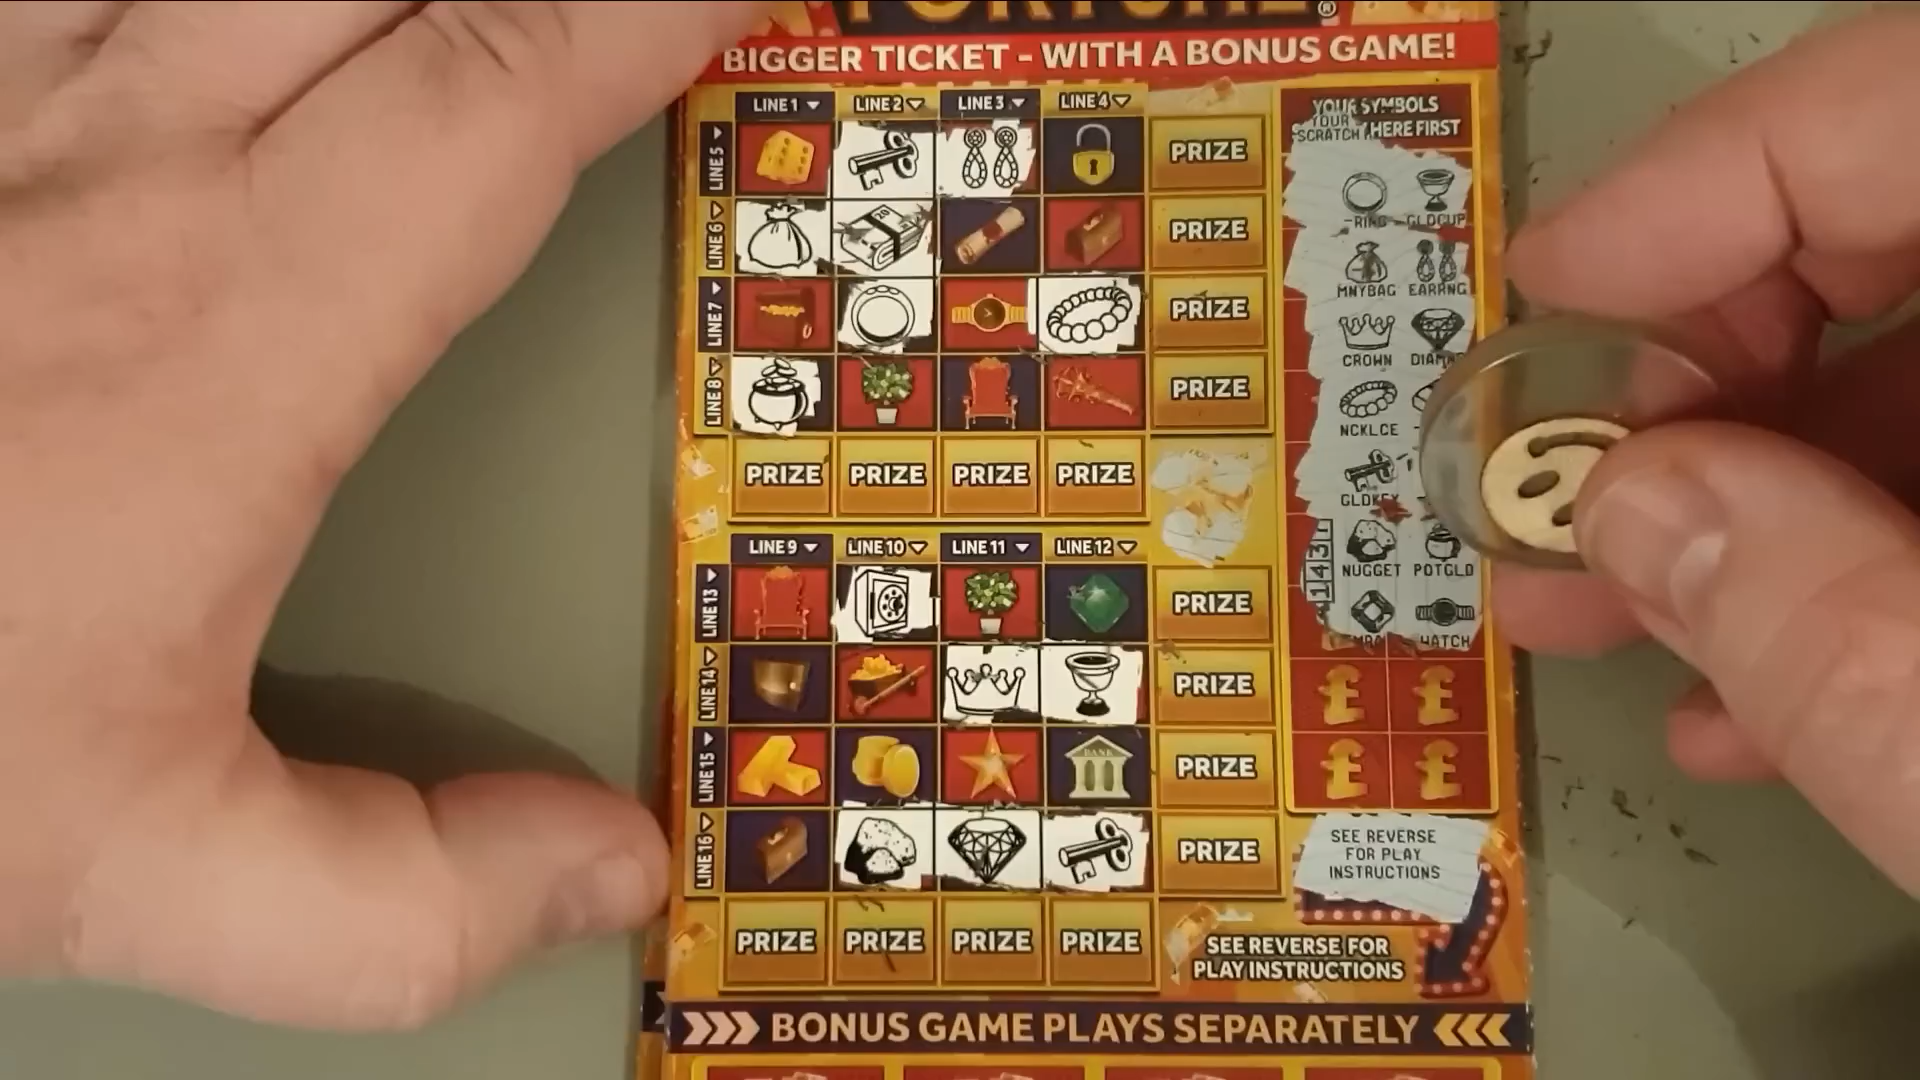 FORTUNE®
BIGGER TICKET - WITH A BONUS GAME!
LINE 1 LINE 2 LINE 3 LINE 4
LINE 5
PRIZE
LINE 6
20
PRIZE
LINE 7
PRIZE
LINE 8
PRIZE
PRIZE PRIZE PRIZE PRIZE
YOUR SYMBOLS
YOUR
SCRATCH HERE FIRST
RING GLDCUP
MNYBAG EARRNG
CROWN
NCKLCE
GLDKEY
143
NUGGET POTGLD
WATCH
£ £
£ £
LINE 9 LINE 10 LINE 11 LINE 12
LINE 13
PRIZE
LINE 14
PRIZE
LINE 15
BANK
PRIZE
LINE 16
PRIZE
PRIZE PRIZE PRIZE PRIZE
SEE REVERSE
FOR PLAY
INSTRUCTIONS
SEE REVERSE FOR
PLAY INSTRUCTIONS
BONUS GAME PLAYS SEPARATELY